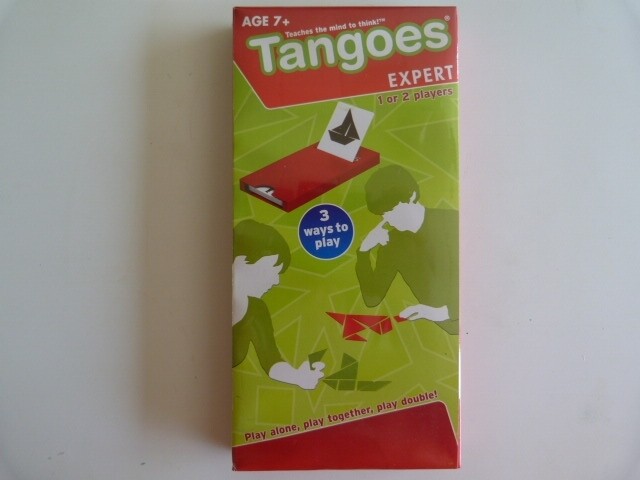 AGE 7+
Teaches the mind to think!™
Tangoes®
EXPERT
1 or 2 players
3
ways to
play
Play alone, play together, play double!